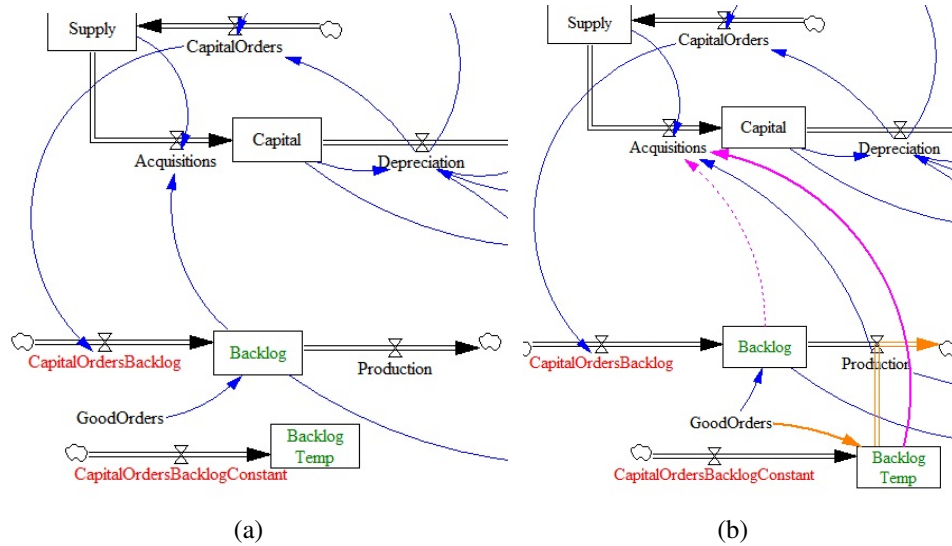 Supply
CapitalOrders
Capital
Acquisitions
Depreciation
CapitalOrdersBacklog
Backlog
Production
GoodOrders
Backlog
Temp
CapitalOrdersBacklogConstant
(a)
Supply
CapitalOrders
Capital
Acquisitions
Depreciation
CapitalOrdersBacklog
Backlog
Production
GoodOrders
Backlog
Temp
CapitalOrdersBacklogConstant
(b)